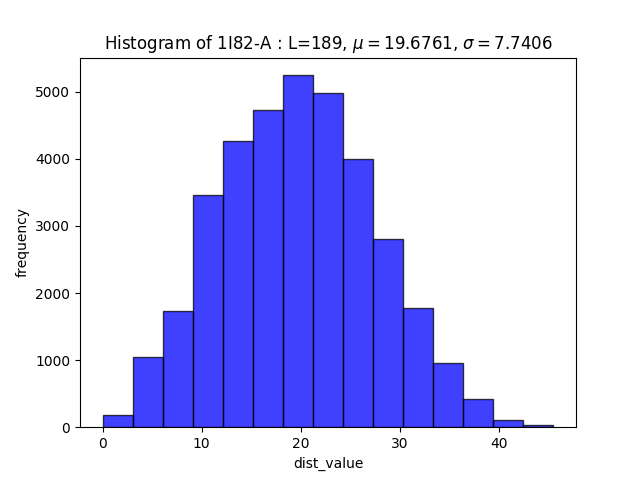 Histogram of 1I82-A : L=189, μ = 19.6761, σ = 7.7406
frequency
5000
4000
3000
2000
1000
0
0 10 20 30 40
dist_value